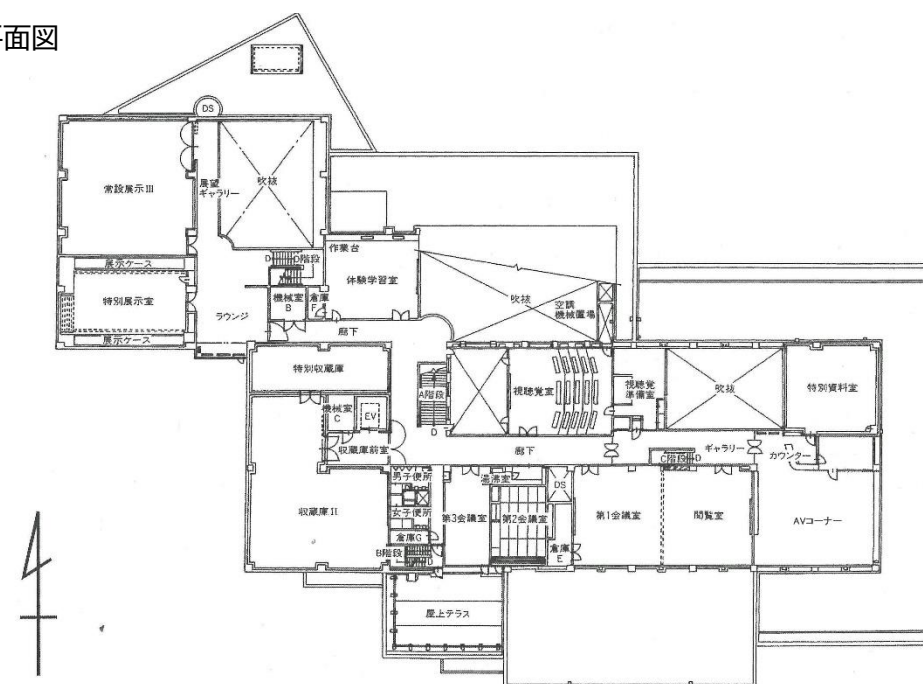 平面図
DS
常設展示Ⅲ
展望
ギャラリー
吹抜
展示ケース
特別展示室
展示ケース
D
D階段
機械室
B
倉庫
F
ラウンジ
作業台
体験学習室
廊下
吹抜
空調
機械置場
特別収蔵庫
機械室
C
EV
収蔵庫前室
A階段
D
視聴覚室
視聴覚
準備室
吹抜
特別資料室
廊下
ギャラリー
C階段
D
カウンター
男子便所
女子便所
倉庫G
B階段
D
収蔵庫Ⅱ
湯沸室
第3会議室
第2会議室
DS
倉庫
E
第1会議室
閲覧室
AVコーナー
屋上テラス